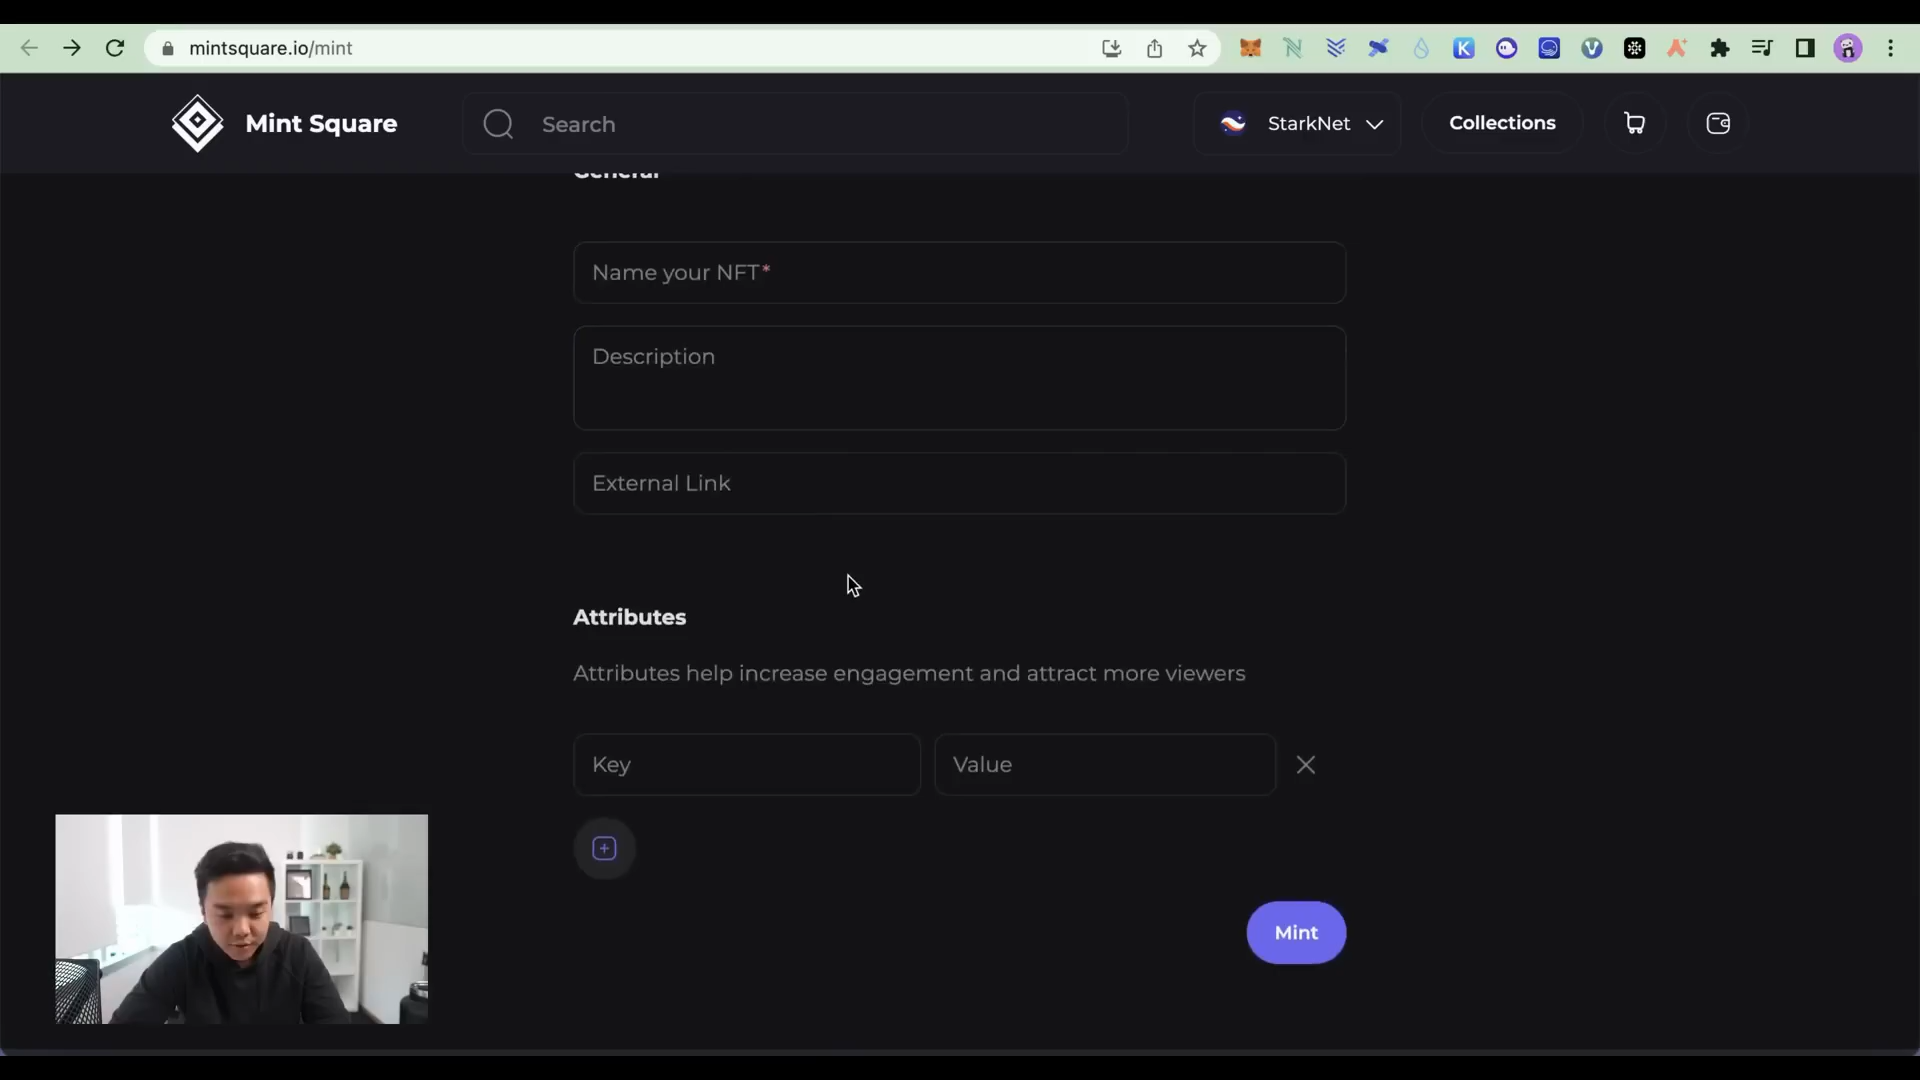 mintsquare.io/mint
Mint Square
Search
StarkNet
Collections
General
Name your NFT*
Description
External Link
Attributes
Attributes help increase engagement and attract more viewers
Key
Value
Mint